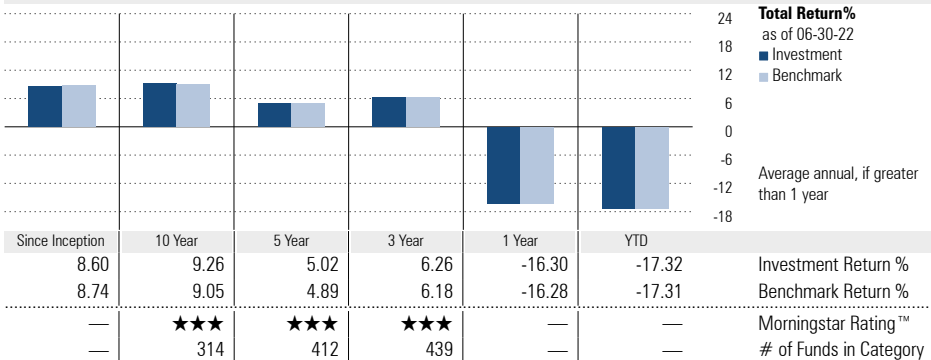 24
18
12
6
0
-6
-12
-18
Total Return%
as of 06-30-22
Investment
Benchmark
Average annual, if greater
than 1 year
Since Inception 10 Year 5 Year 3 Year 1 Year YTD
8.60 9.26 5.02 6.26 -16.30 -17.32 Investment Return %
8.74 9.05 4.89 6.18 -16.28 -17.31 Benchmark Return %
— ★★★ ★★★ ★★★ — — Morningstar Rating™
— 314 412 439 — — # of Funds in Category